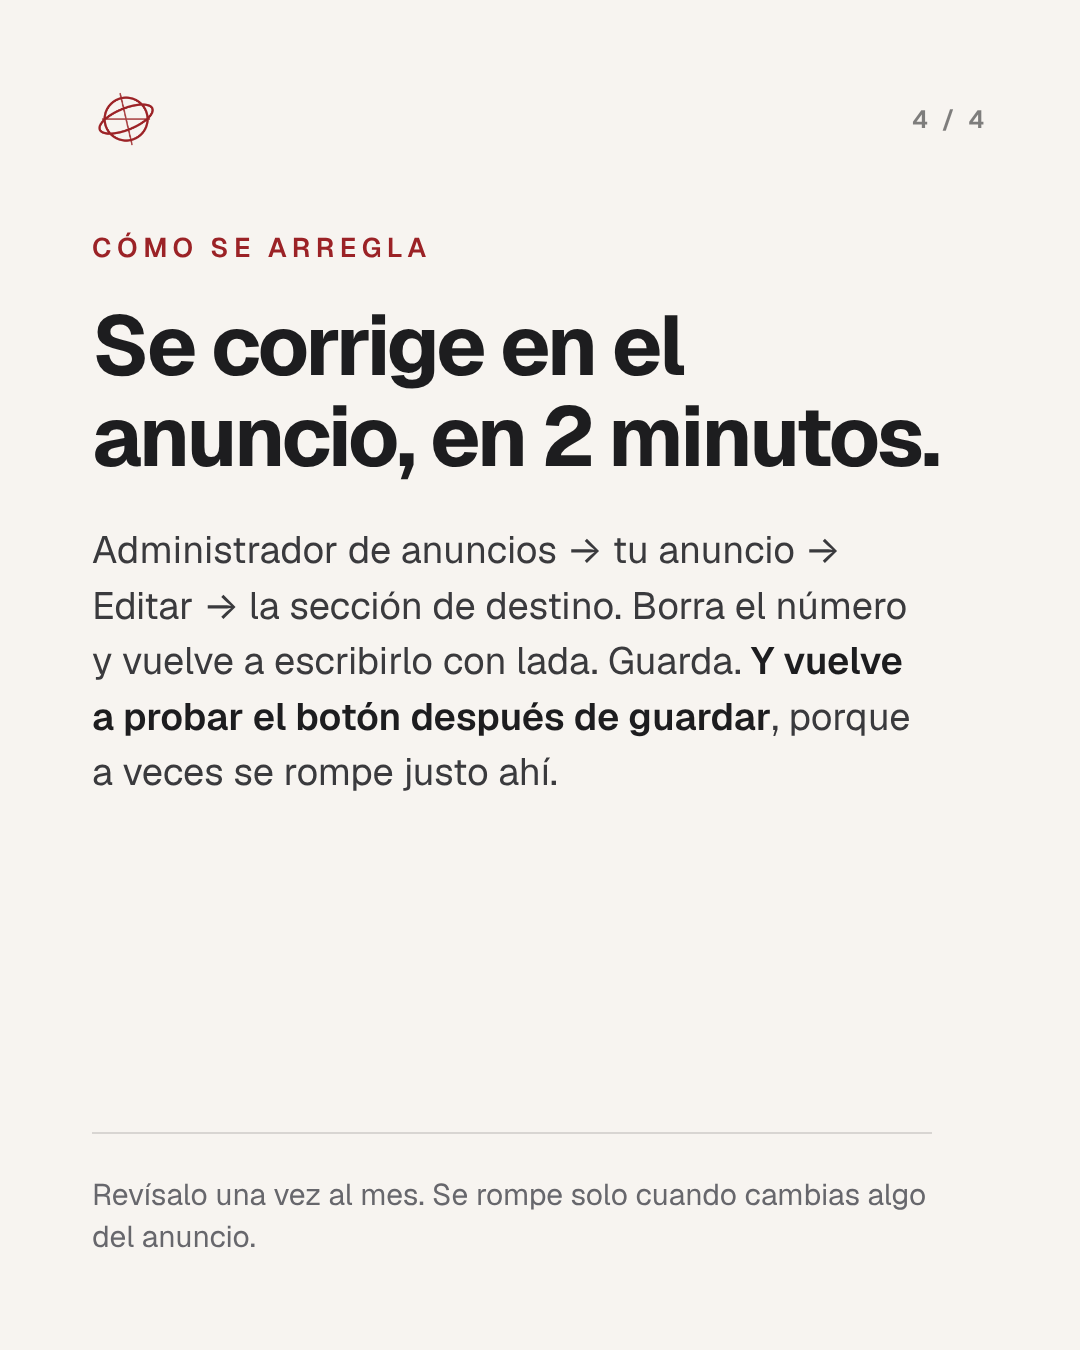 4 / 4
CÓMO SE ARREGLA
Se corrige en el
anuncio, en 2 minutos.
Administrador de anuncios → tu anuncio →
Editar → la sección de destino. Borra el número
y vuelve a escribirlo con lada. Guarda. Y vuelve
a probar el botón después de guardar, porque
a veces se rompe justo ahí.
Revísalo una vez al mes. Se rompe solo cuando cambias algo
del anuncio.